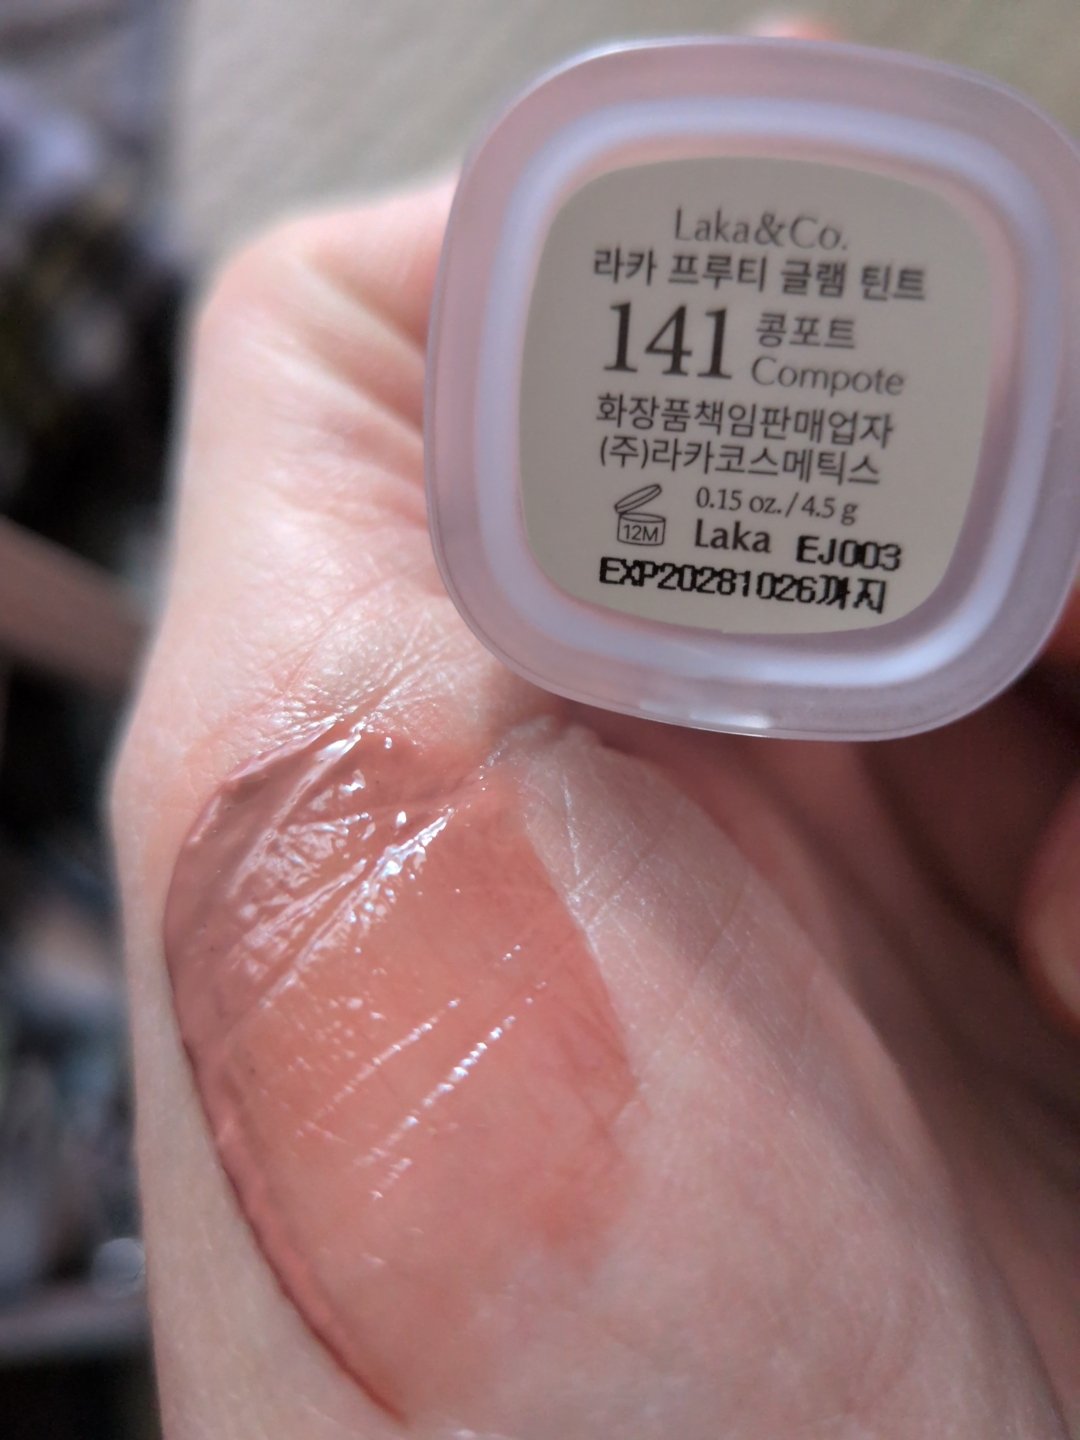 Laka&Co.
라카 프루티 글램 틴트
141 콩포트
Compote
화장품책임판매업자
(주)라카코스메틱스
0.15 oz./4.5 g
12M Laka EJ003
EXP20281026까지